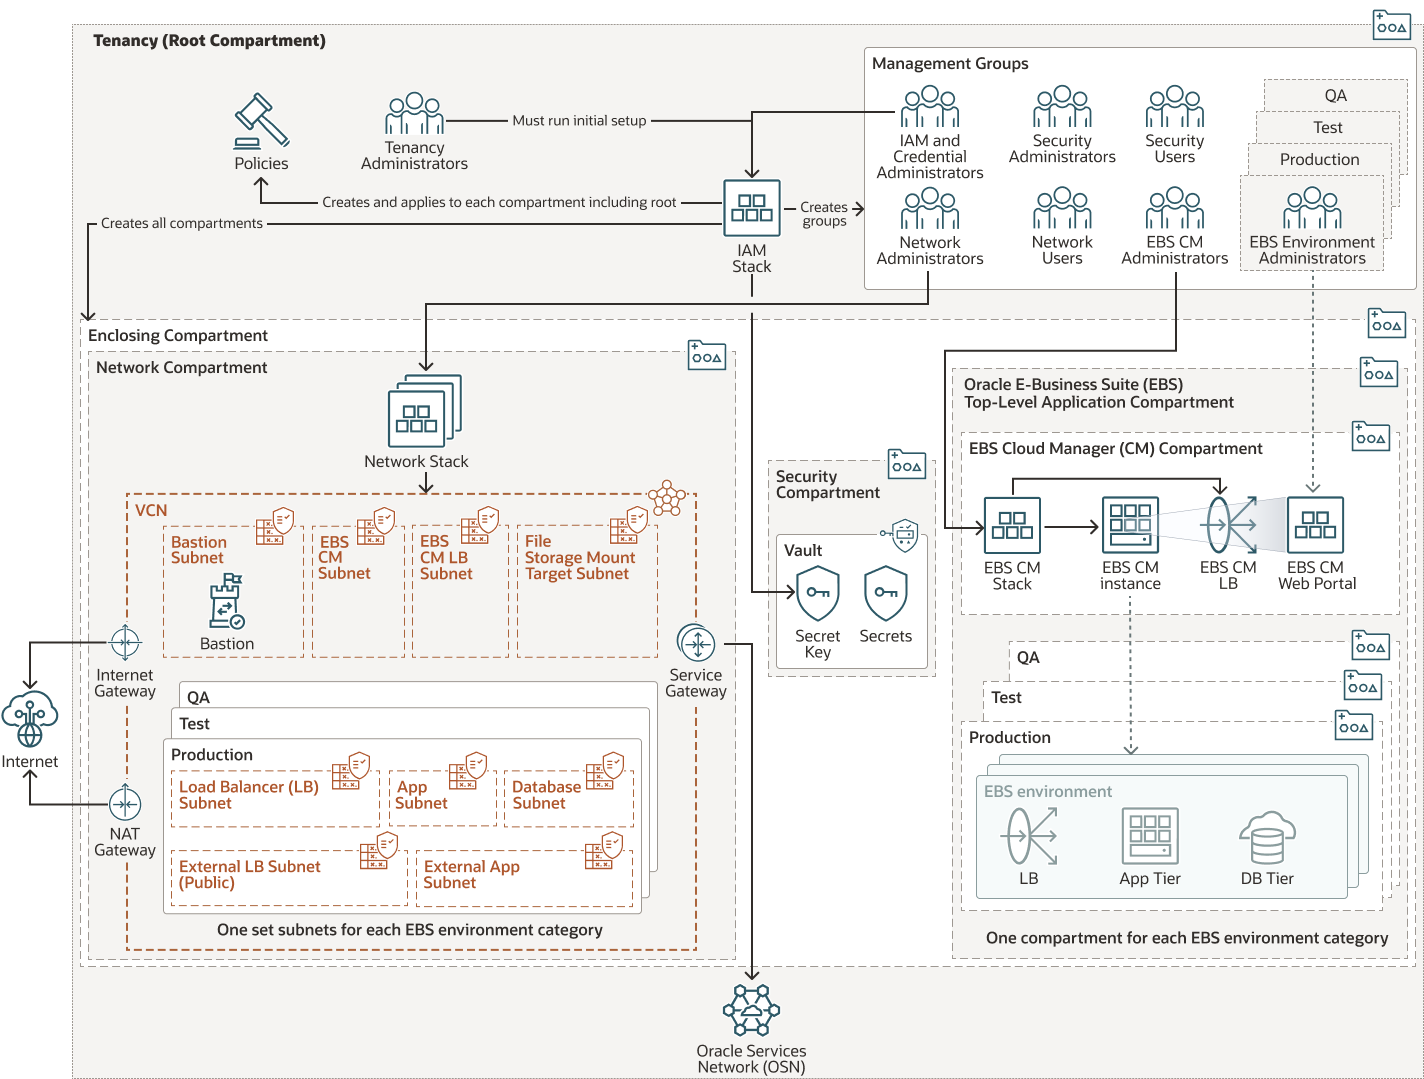 Tenancy (Root Compartment)
Management Groups
Policies
Tenancy
Administrators
Must run initial setup
IAM and
Credential
Administrators
Security
Administrators
Security
Users
QA
Test
Production
EBS Environment
Administrators
Network
Administrators
Network
Users
EBS CM
Administrators
Creates and applies to each compartment including root
Creates all compartments
Creates
groups
IAM
Stack
Enclosing Compartment
Network Compartment
Network Stack
VCN
Bastion
Subnet
EBS
CM
Subnet
EBS
CM LB
Subnet
File
Storage Mount
Target Subnet
Bastion
Internet
Gateway
Service
Gateway
Internet
NAT
Gateway
QA
Test
Production
Load Balancer (LB)
Subnet
App
Subnet
Database
Subnet
External LB Subnet
(Public)
External App
Subnet
One set subnets for each EBS environment category
Security
Compartment
Vault
Secret
Key
Secrets
Oracle E-Business Suite (EBS)
Top-Level Application Compartment
EBS Cloud Manager (CM) Compartment
EBS CM
Stack
EBS CM
instance
EBS CM
LB
EBS CM
Web Portal
QA
Test
Production
EBS environment
LB
App Tier
DB Tier
One compartment for each EBS environment category
Oracle Services
Network (OSN)